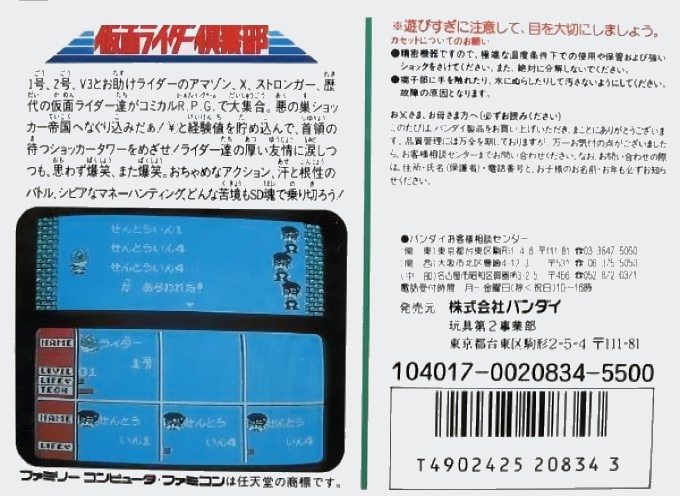 仮面ライダー倶楽部
1号、2号、V3とお助けライダーのアマゾン、X、ストロンガー、歴
代の仮面ライダー達がコミカルR.P.G.で大集合。悪の巣ショッ
カー帝国へなぐり込みだぁ!¥と経験値を貯め込んで、首領の
待つショッカータワーをめざせ!ライダー達の厚い友情に涙しつ
つも、思わず爆笑、また爆笑。おちゃめなアクション、汗と根性の
バトル、シビアなマネーハンティング、どんな苦境もSD魂で乗り切ろう!
せんとういん1
せんとういん4
せんとういん4
が あらわれた!
NAME
ライダー
1号
LEVEL
01
LIFE
TECH
NAME
せんとう
いん1
せんとう
いん4
せんとう
いん4
LIFE
ファミリーコンピュータ・ファミコンは任天堂の商標です。
※遊びすぎに注意して、目を大切にしましょう。
カセットについてのお願い
●精密機器ですので、極端な温度条件下での使用や保管および強い
ショックをさけてください。また、絶対に分解しないでください。
●端子部に手を触れたり、水にぬらしたりして汚さないようにしてください。
故障の原因となります。
お父さま、お母さま方へ(必ずお読みください)
このたびは、バンダイ製品をお買い上げいただき、まことにありがとうございま
す。品質管理には万全を期しておりますが、万一お気付の点がございました
ら、お客様相談センターまでお問い合わせください。なお、お問い合わせの際
は、住所・氏名(保護者)・電話番号と、お子様のお名前・お年も必ずお知ら
せください。
●バンダイお客様相談センター
(関 東)東京都台東区駒形
(関 西)大阪市北区豊崎
(中 部)名古屋市昭和区御器所3-2-5 〒466
電話受付時間 月~金曜日(除く祝日)10~16時
発売元 株式会社バンダイ
玩具第2事業部
東京都台東区駒形2-5-4 〒111-81
104017-0020834-5500
T4902425 20834 3